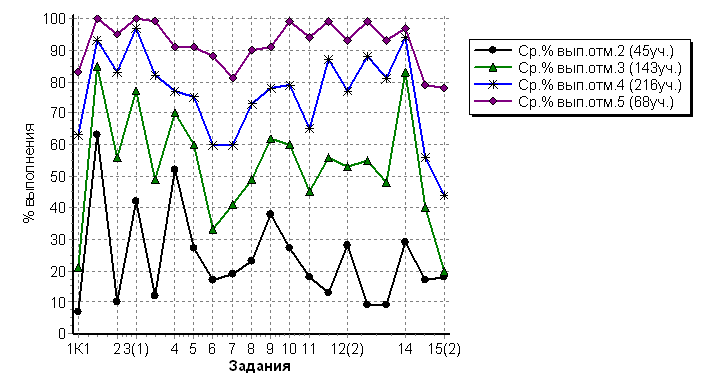 100
90
80
70
60
50
40
30
20
10
0
% выполнения
1К1 2 3(1) 4 5 6 7 8 9 10 11 12(2) 14 15(2)
Задания
Ср.% вып.отм.2 (45уч.)
Ср.% вып.отм.3 (143уч.)
Ср.% вып.отм.4 (216уч.)
Ср.% вып.отм.5 (68уч.)